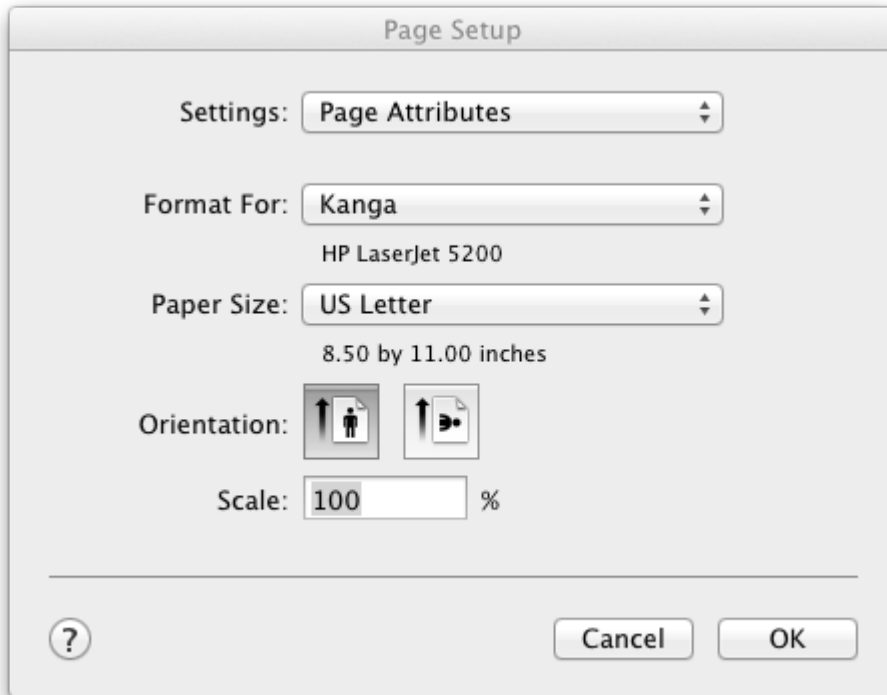 Page Setup
Settings: Page Attributes
Format For: Kanga
HP LaserJet 5200
Paper Size: US Letter
8.50 by 11.00 inches
Orientation:
Scale: 100 %
? Cancel OK